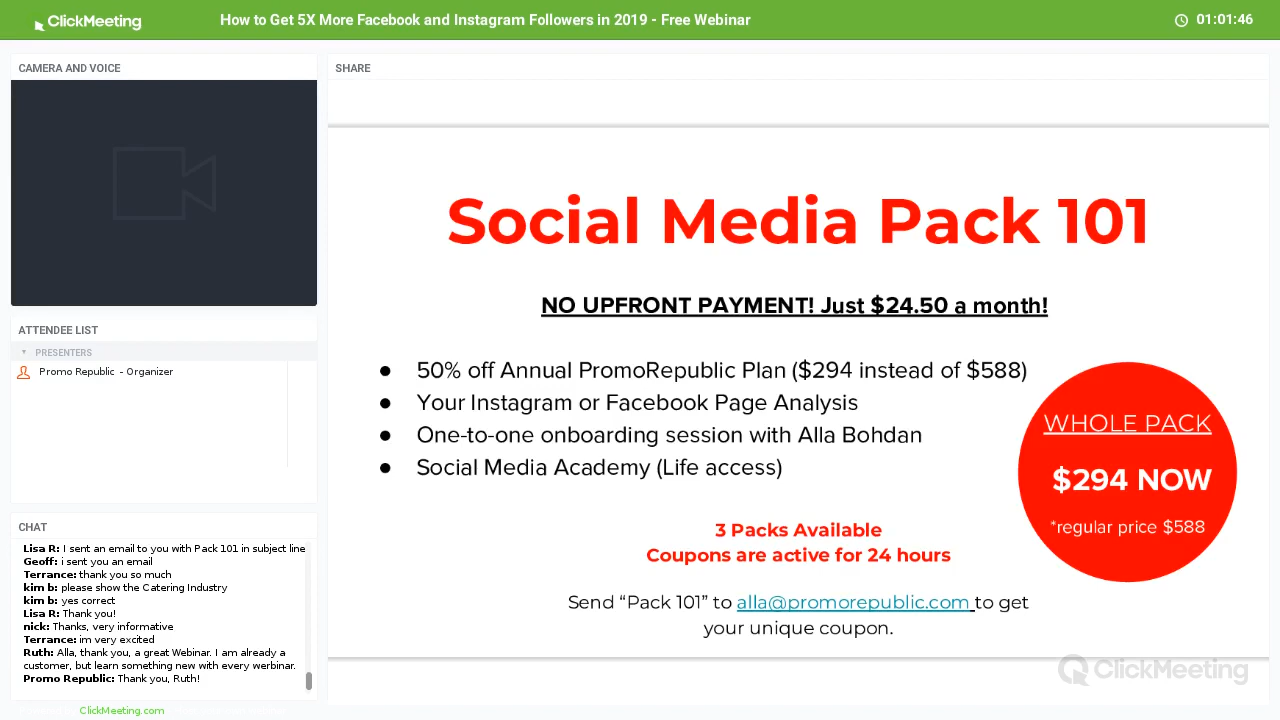 ClickMeeting
How to Get 5X More Facebook and Instagram Followers in 2019 - Free Webinar
01:01:46
CAMERA AND VOICE
ATTENDEE LIST
PRESENTERS
Promo Republic - Organizer
CHAT
Lisa R: I sent an email to you with Pack 101 in subject line
Geoff: i sent you an email
Terrance: thank you so much
kim b: please show the Catering Industry
kim b: yes correct
Lisa R: Thank you!
nick: Thanks, very informative
Terrance: im very excited
Ruth: Alla, thank you, a great Webinar. I am already a
customer, but learn something new with every werbinar.
Promo Republic: Thank you, Ruth!
ClickMeeting.com
SHARE
Social Media Pack 101
NO UPFRONT PAYMENT! Just $24.50 a month!
● 50% off Annual PromoRepublic Plan ($294 instead of $588)
● Your Instagram or Facebook Page Analysis
● One-to-one onboarding session with Alla Bohdan
● Social Media Academy (Life access)
WHOLE PACK
$294 NOW
*regular price $588
3 Packs Available
Coupons are active for 24 hours
Send “Pack 101” to alla@promorepublic.com to get
your unique coupon.
ClickMeeting